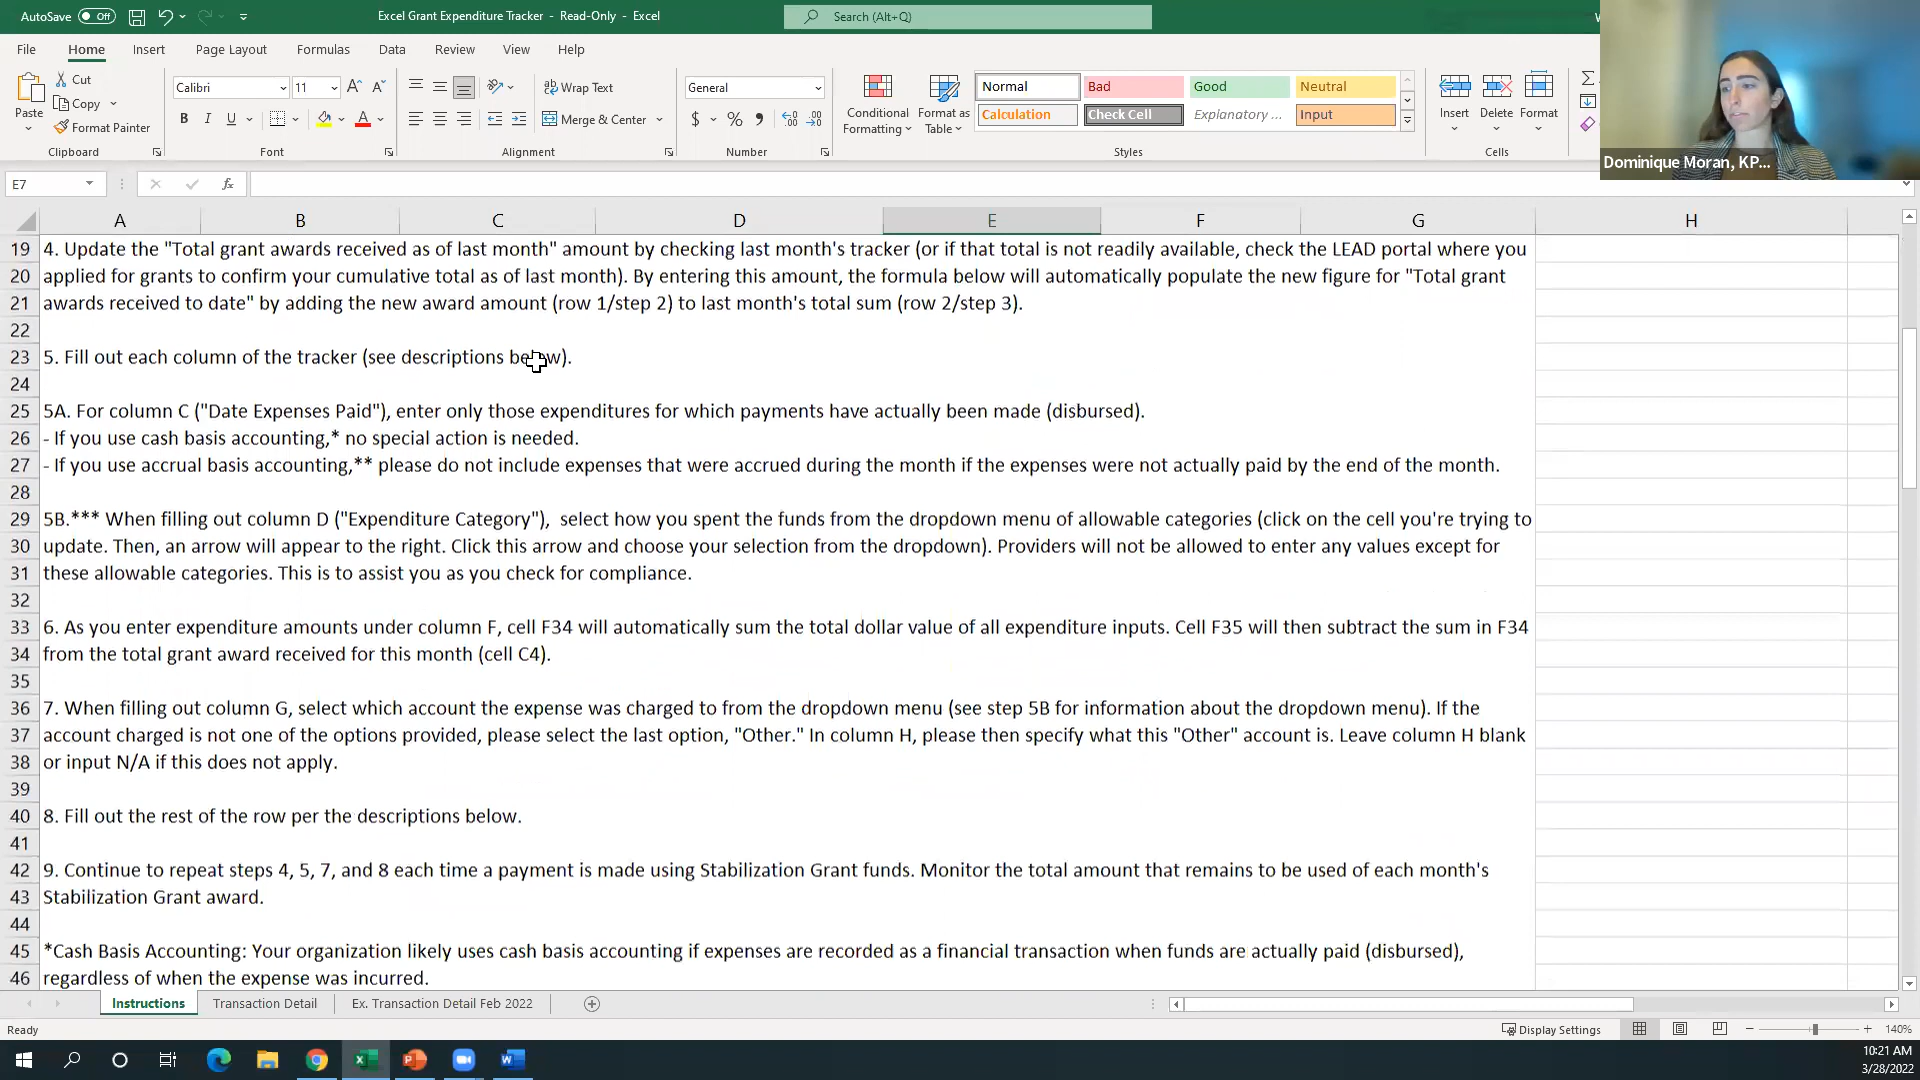 AutoSave Off Excel Grant Expenditure Tracker - Read-Only - Excel Search (Alt+Q)
File Home Insert Page Layout Formulas Data Review View Help
Paste Cut Copy Format Painter Clipboard
Calibri 11 A A B I U A Font
Wrap Text Merge & Center Alignment
General $ % 9 Number
Conditional Formatting Format as Table Normal Bad Good Neutral Calculation Check Cell Explanatory ... Input Styles
Insert Delete Format Cells
Dominique Moran, KP...
E7 fx
A B C D E F G H
19 4. Update the "Total grant awards received as of last month" amount by checking last month's tracker (or if that total is not readily available, check the LEAD portal where you
20 applied for grants to confirm your cumulative total as of last month). By entering this amount, the formula below will automatically populate the new figure for "Total grant
21 awards received to date" by adding the new award amount (row 1/step 2) to last month's total sum (row 2/step 3).
22
23 5. Fill out each column of the tracker (see descriptions below).
24
25 5A. For column C ("Date Expenses Paid"), enter only those expenditures for which payments have actually been made (disbursed).
26 - If you use cash basis accounting,* no special action is needed.
27 - If you use accrual basis accounting,** please do not include expenses that were accrued during the month if the expenses were not actually paid by the end of the month.
28
29 5B.*** When filling out column D ("Expenditure Category"), select how you spent the funds from the dropdown menu of allowable categories (click on the cell you're trying to
30 update. Then, an arrow will appear to the right. Click this arrow and choose your selection from the dropdown). Providers will not be allowed to enter any values except for
31 these allowable categories. This is to assist you as you check for compliance.
32
33 6. As you enter expenditure amounts under column F, cell F34 will automatically sum the total dollar value of all expenditure inputs. Cell F35 will then subtract the sum in F34
34 from the total grant award received for this month (cell C4).
35
36 7. When filling out column G, select which account the expense was charged to from the dropdown menu (see step 5B for information about the dropdown menu). If the
37 account charged is not one of the options provided, please select the last option, "Other." In column H, please then specify what this "Other" account is. Leave column H blank
38 or input N/A if this does not apply.
39
40 8. Fill out the rest of the row per the descriptions below.
41
42 9. Continue to repeat steps 4, 5, 7, and 8 each time a payment is made using Stabilization Grant funds. Monitor the total amount that remains to be used of each month's
43 Stabilization Grant award.
44
45 *Cash Basis Accounting: Your organization likely uses cash basis accounting if expenses are recorded as a financial transaction when funds are actually paid (disbursed),
46 regardless of when the expense was incurred.
Instructions Transaction Detail Ex. Transaction Detail Feb 2022
Ready Display Settings 140%
10:21 AM
3/28/2022